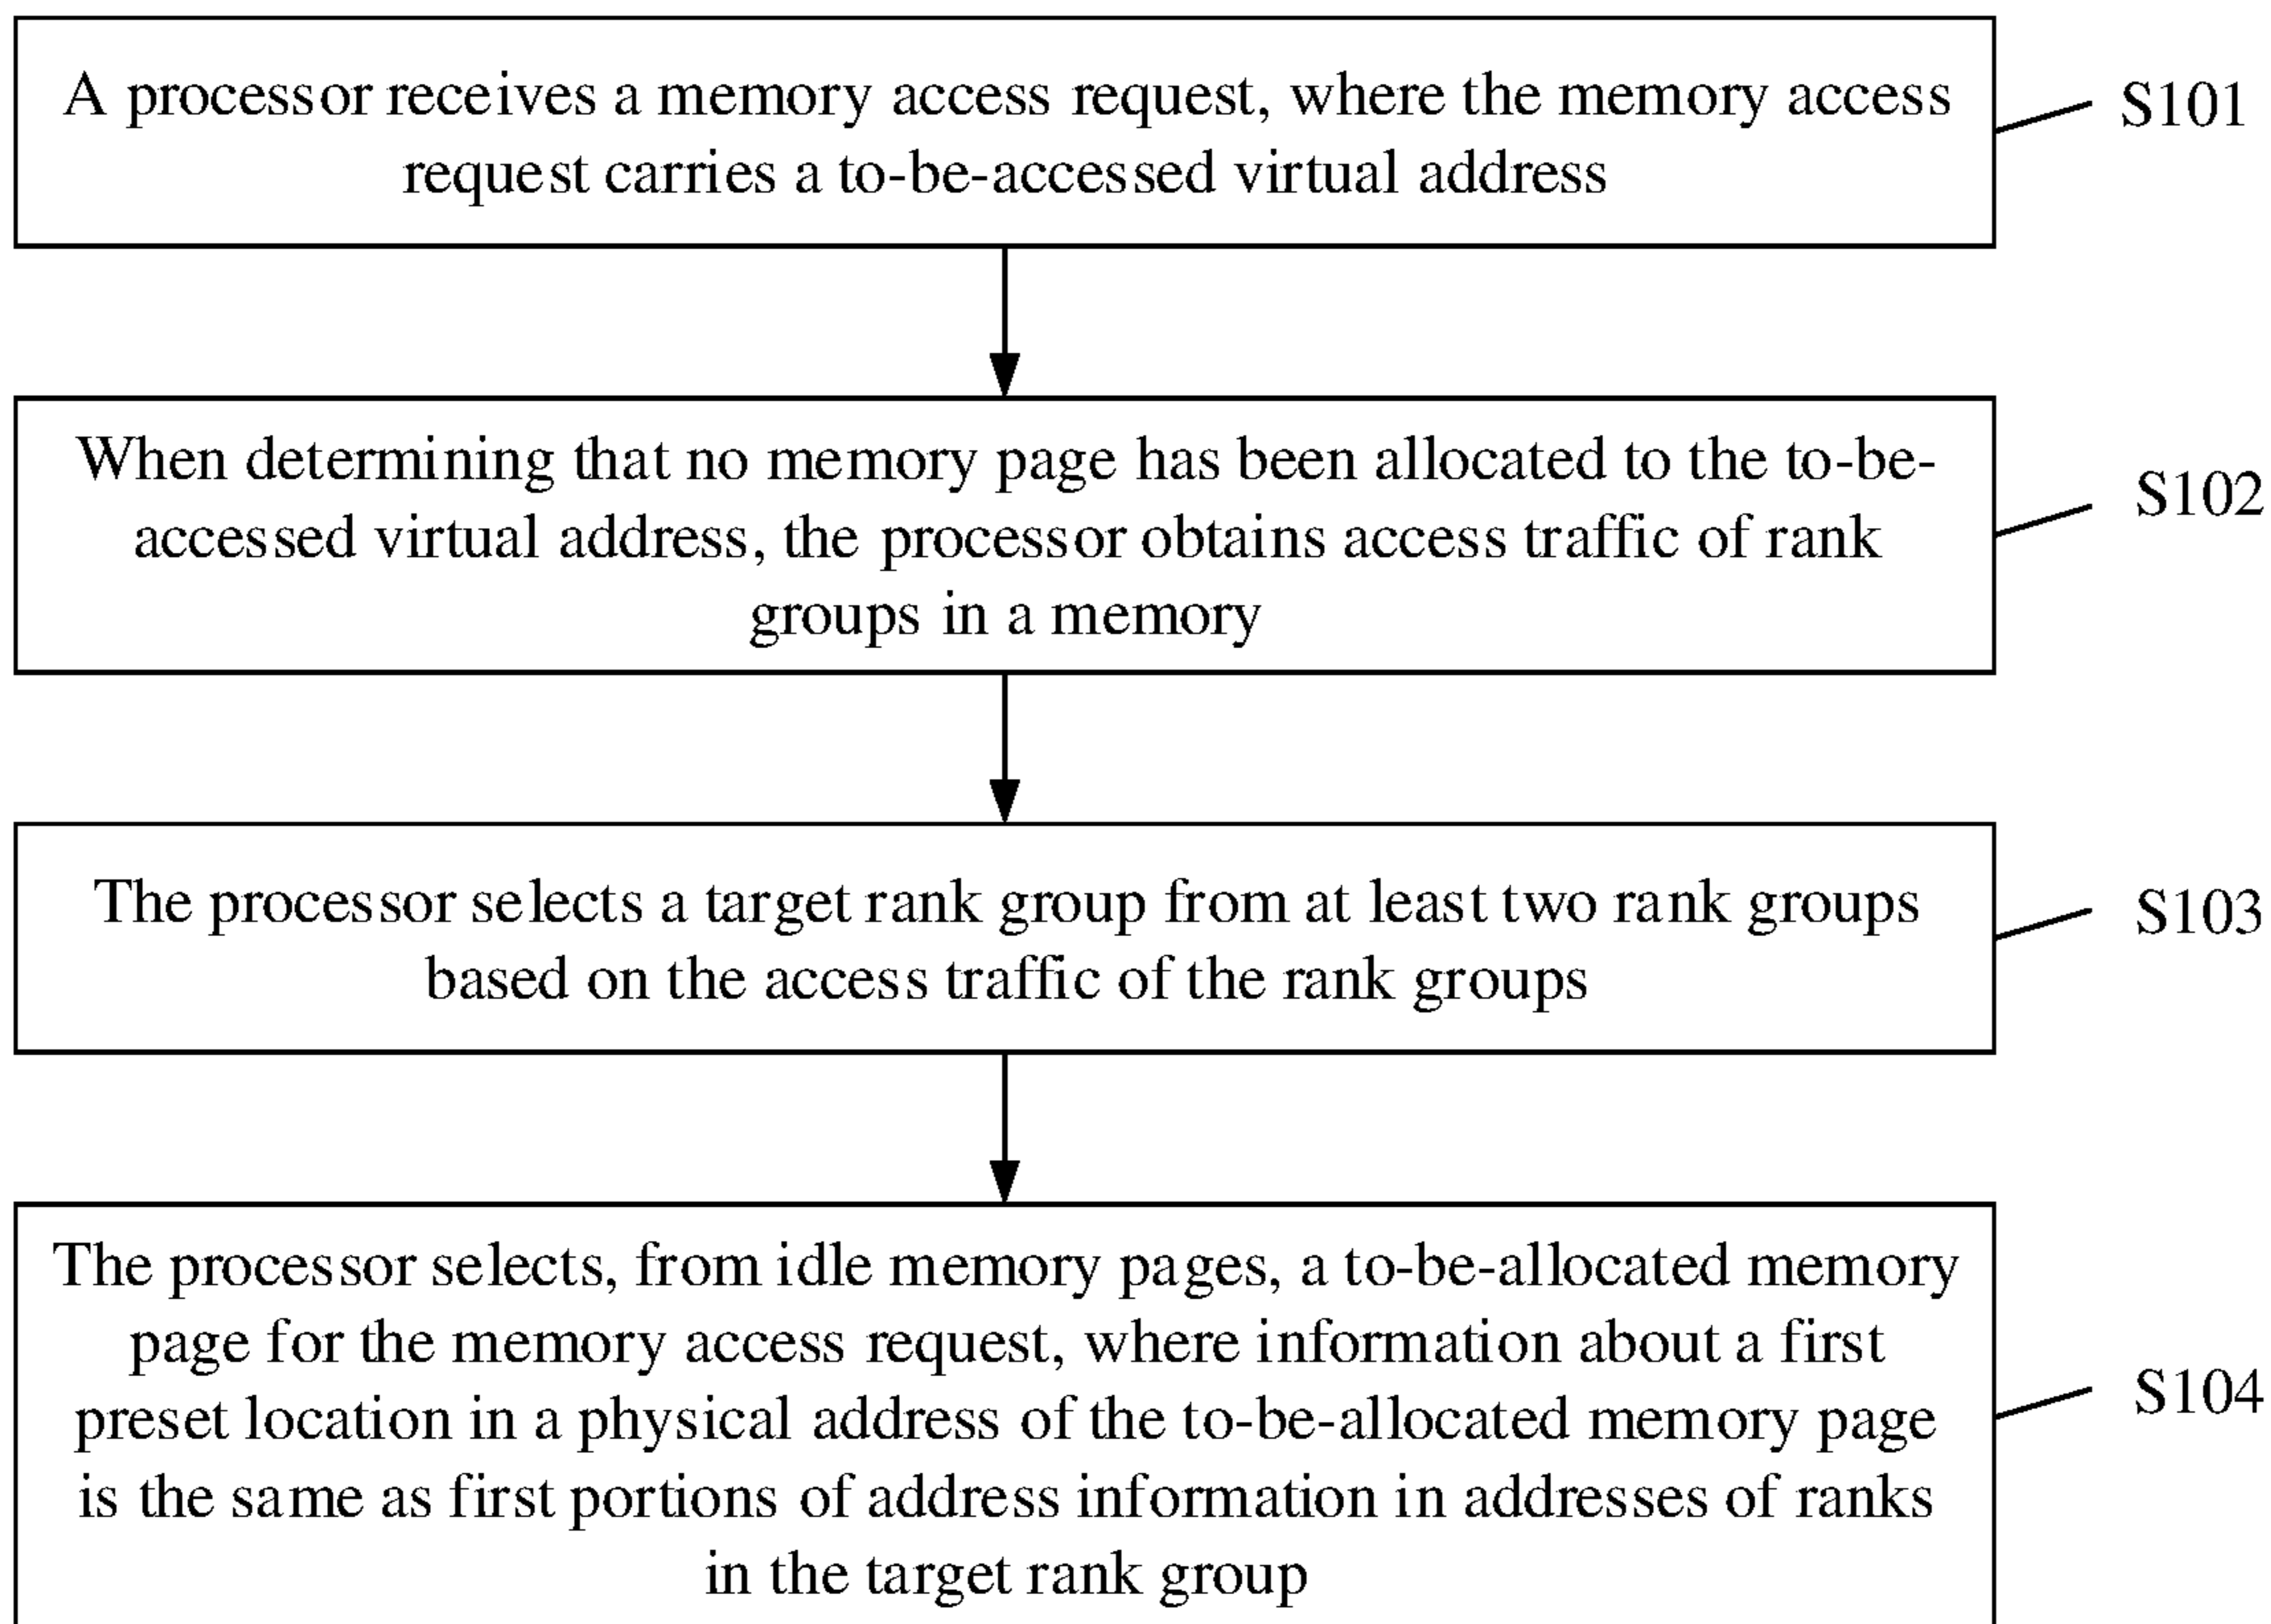 A processor receives a memory access request, where the memory access
request carries a to-be-accessed virtual address
S101
When determining that no memory page has been allocated to the to-be-
accessed virtual address, the processor obtains access traffic of rank
groups in a memory
S102
The processor selects a target rank group from at least two rank groups
based on the access traffic of the rank groups
S103
The processor selects, from idle memory pages, a to-be-allocated memory
page for the memory access request, where information about a first
preset location in a physical address of the to-be-allocated memory page
is the same as first portions of address information in addresses of ranks
in the target rank group
S104